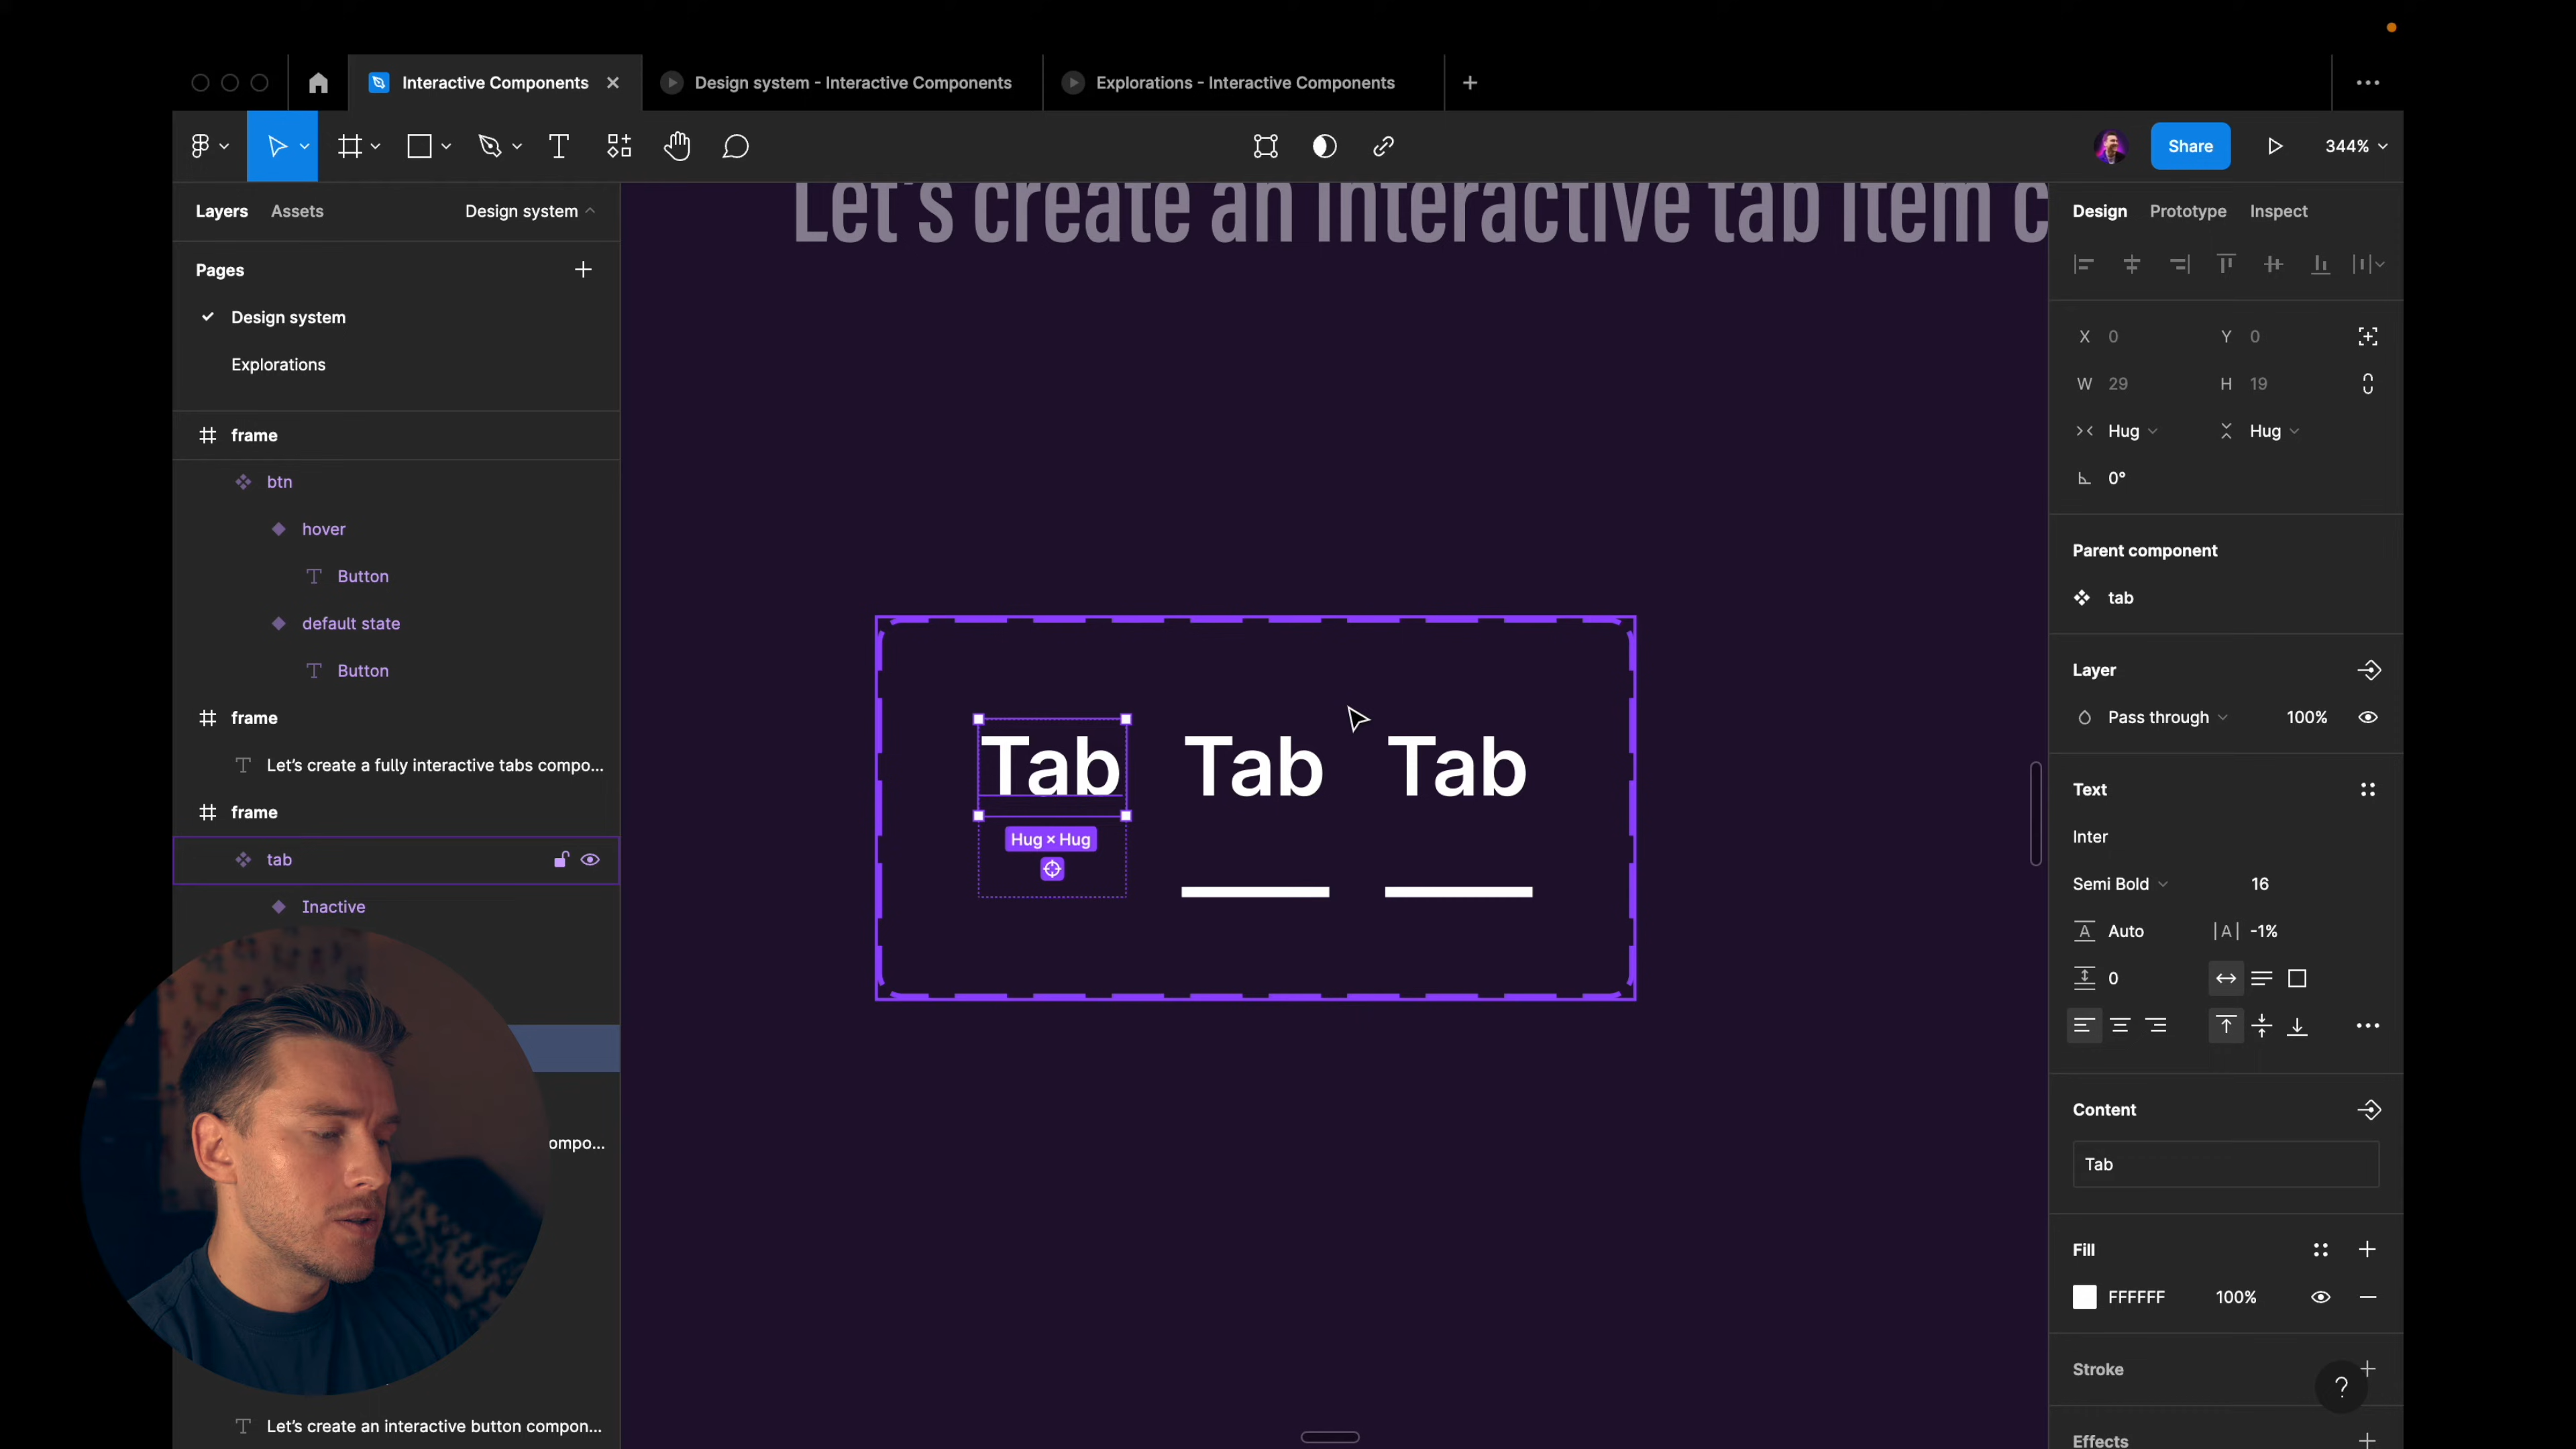 Interactive Components
Design system - Interactive Components
Explorations - Interactive Components
Share
344%
Layers
Assets
Design system
Pages
Design system
Explorations
frame
btn
hover
Button
default state
Button
frame
Let's create a fully interactive tabs compo...
frame
tab
Inactive
ompo...
Let's create an interactive button compon...
Let's create an interactive tab item c
Tab
Tab
Tab
Hug × Hug
Design
Prototype
Inspect
X 0
Y 0
W 29
H 19
Hug
Hug
0°
Parent component
tab
Layer
Pass through
100%
Text
Inter
Semi Bold
16
Auto
-1%
0
Content
Tab
Fill
FFFFFF
100%
Stroke
?
Effects